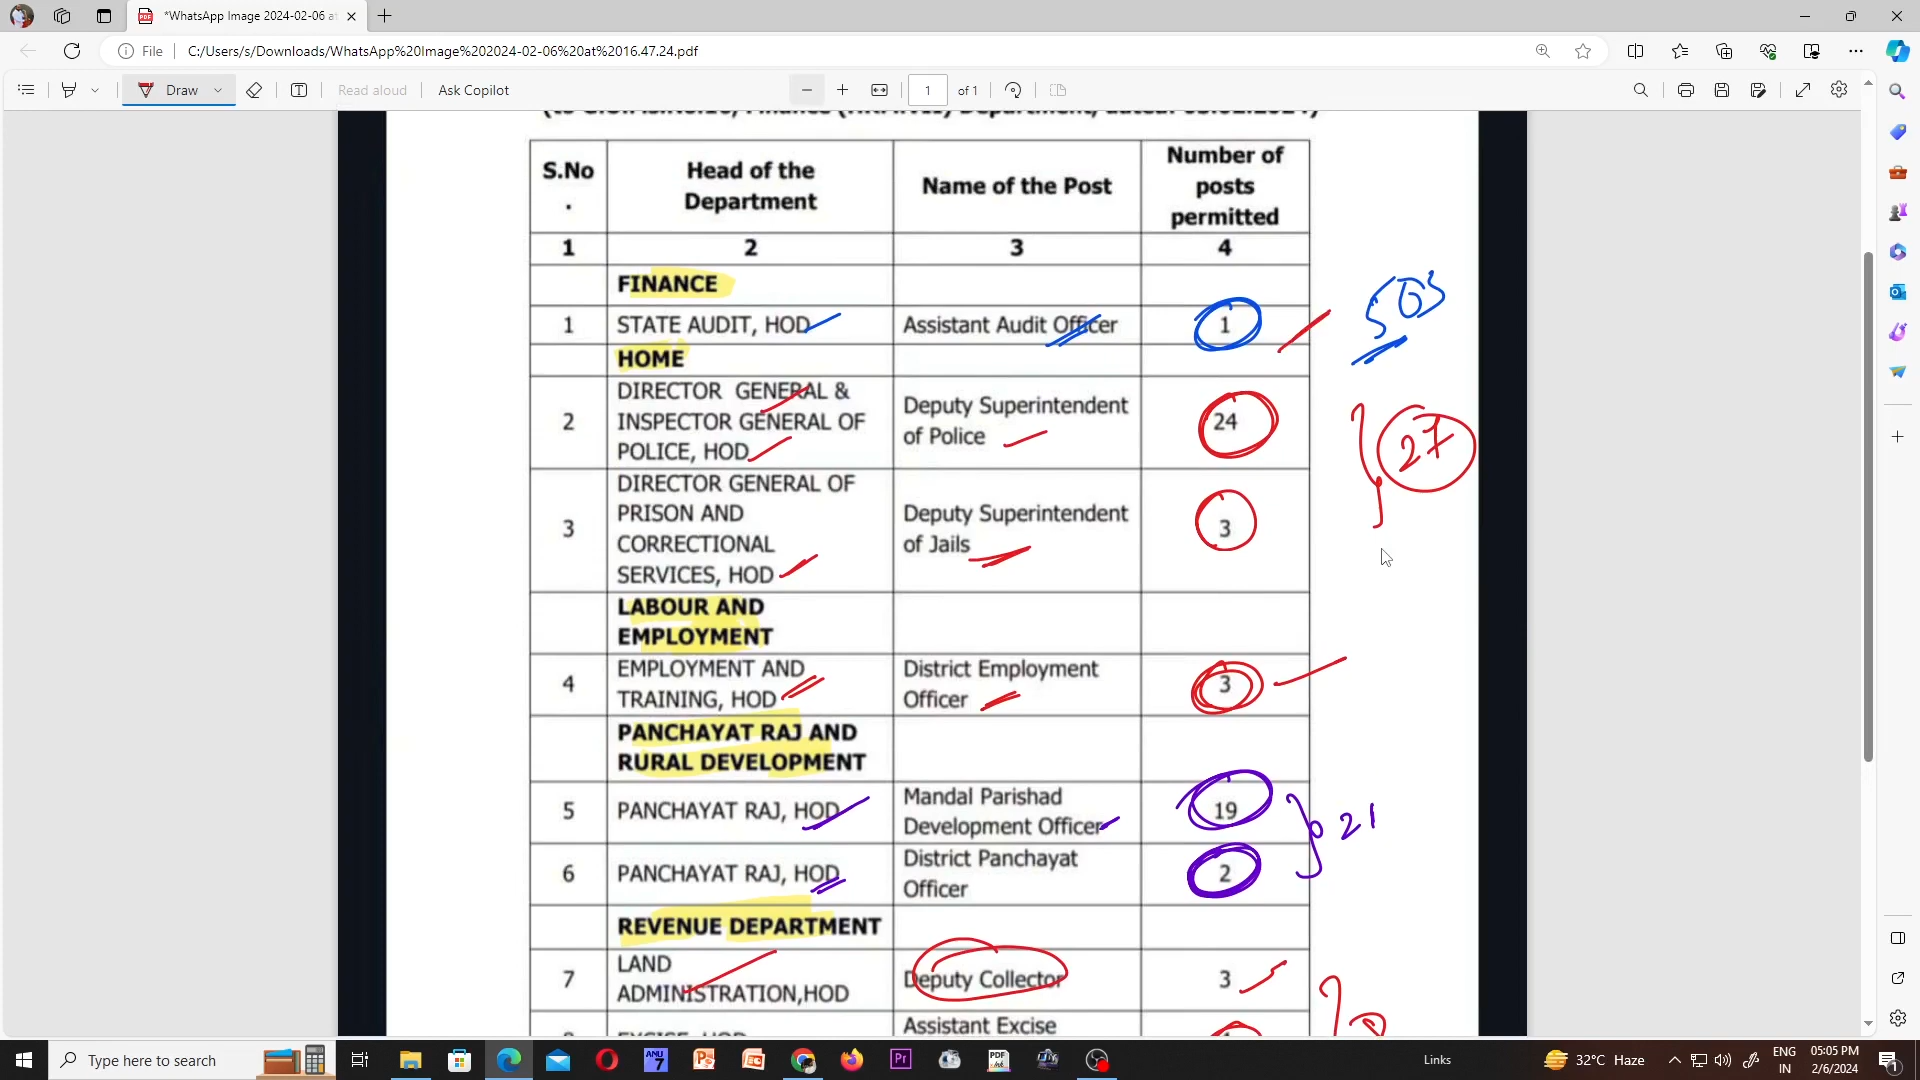 *WhatsApp Image 2024-02-06 at
File
C:/Users/s/Downloads/WhatsApp%20Image%202024-02-06%20at%2016.47.24.pdf
Draw
Read aloud
Ask Copilot
1
of 1
S.No
.
Head of the
Department
Name of the Post
Number of
posts
permitted
1
2
3
4
FINANCE
1
STATE AUDIT, HOD
Assistant Audit Officer
1
503
HOME
2
DIRECTOR GENERAL &
INSPECTOR GENERAL OF
POLICE, HOD
Deputy Superintendent
of Police
24
27
3
DIRECTOR GENERAL OF
PRISON AND
CORRECTIONAL
SERVICES, HOD
Deputy Superintendent
of Jails
3
LABOUR AND
EMPLOYMENT
4
EMPLOYMENT AND
TRAINING, HOD
District Employment
Officer
3
PANCHAYAT RAJ AND
RURAL DEVELOPMENT
5
PANCHAYAT RAJ, HOD
Mandal Parishad
Development Officer
19
21
6
PANCHAYAT RAJ, HOD
District Panchayat
Officer
2
REVENUE DEPARTMENT
7
LAND
ADMINISTRATION,HOD
Deputy Collector
3
Assistant Excise
Type here to search
Links
32°C Haze
ENG
IN
05:05 PM
2/6/2024